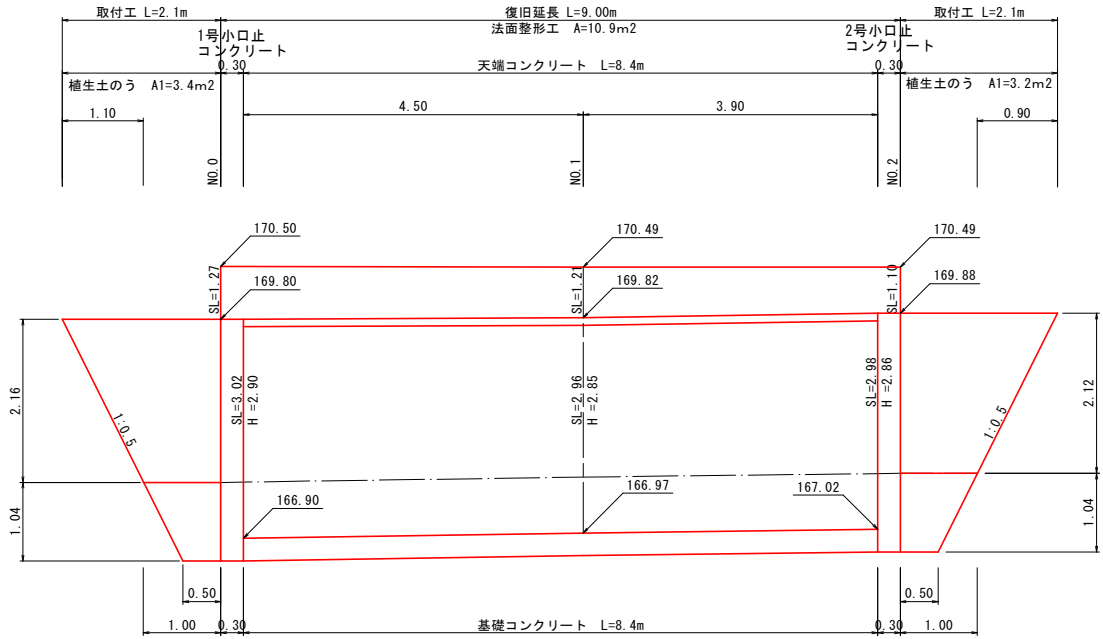 取付工 L=2.1m
復旧延長 L=9.00m
取付工 L=2.1m
法面整形工 A=10.9m2
1号小口止
コンクリート
2号小口止
コンクリート
0.30
天端コンクリート L=8.4m
0.30
植生土のう A1=3.4m2
植生土のう A1=3.2m2
1.10
4.50
3.90
0.90
NO.0
NO.1
NO.2
170.50
170.49
170.49
SL=1.27
SL=1.21
SL=1.10
169.80
169.82
169.88
2.16
1:0.5
SL=3.02
H =2.90
SL=2.96
H =2.85
SL=2.98
H =2.86
1:0.5
2.12
1.04
166.90
166.97
167.02
1.04
0.50
0.50
1.00
0.30
基礎コンクリート L=8.4m
0.30
1.00